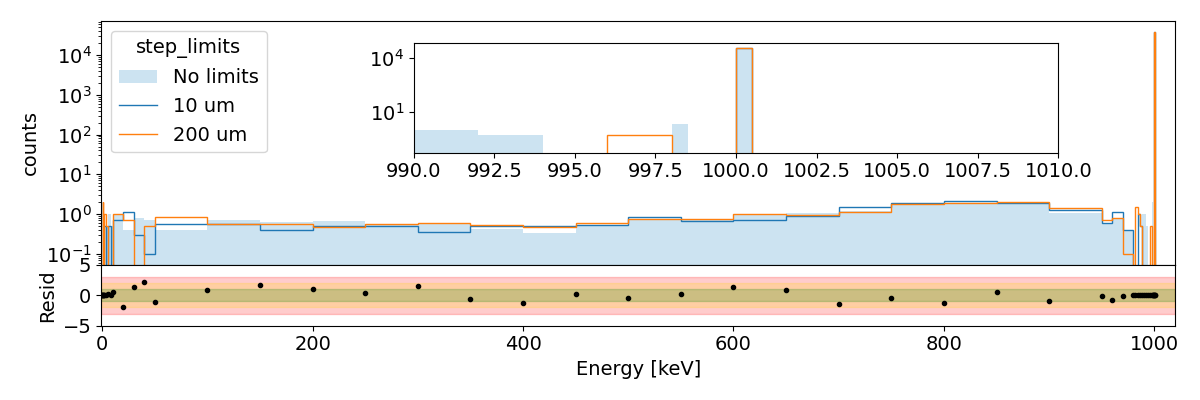 step_limits
No limits
10 um
200 um
counts
10^4
10^3
10^2
10^1
10^0
10^-1
10^4
10^1
990.0 992.5 995.0 997.5 1000.0 1002.5 1005.0 1007.5 1010.0
Resid
5
0
−5
0 200 400 600 800 1000
Energy [keV]